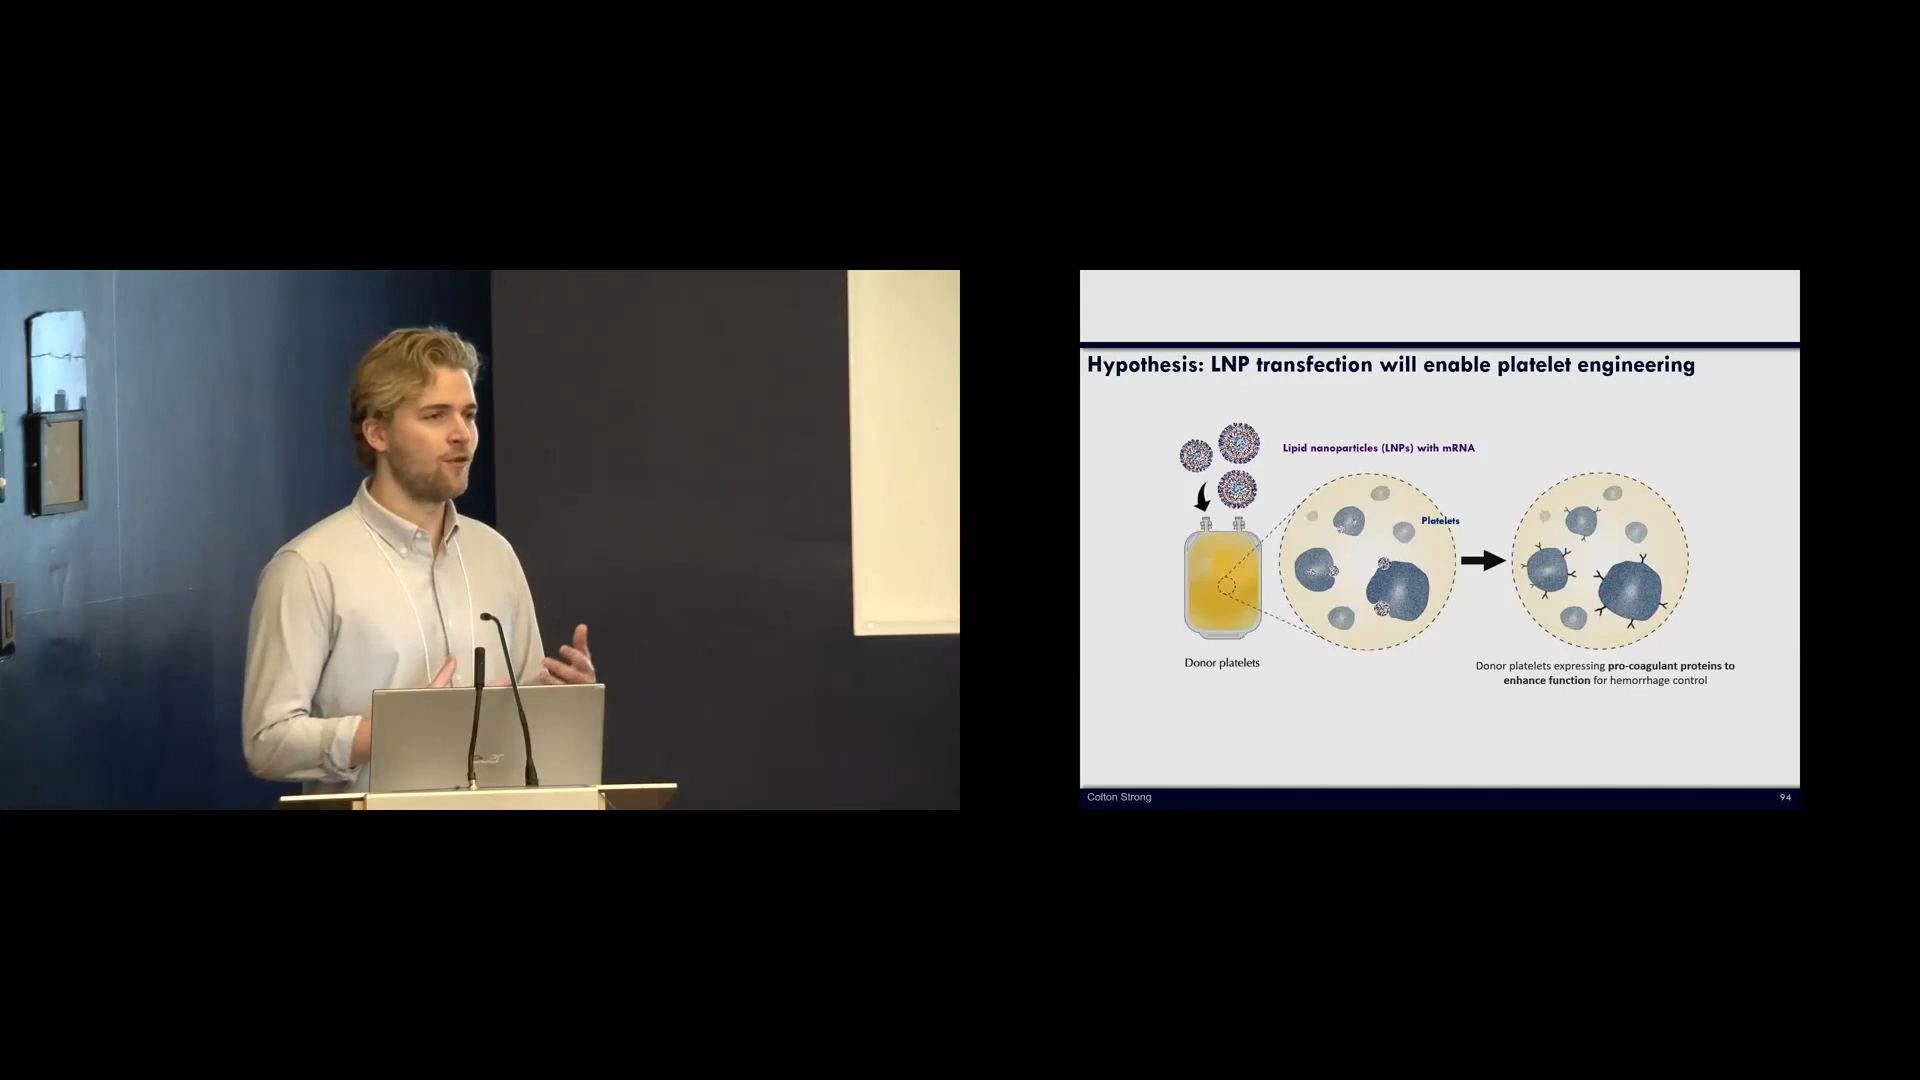 Hypothesis: LNP transfection will enable platelet engineering
Lipid nanoparticles (LNPs) with mRNA
Platelets
Donor platelets
Donor platelets expressing pro-coagulant proteins to
enhance function for hemorrhage control
Colton Strong
94
acer